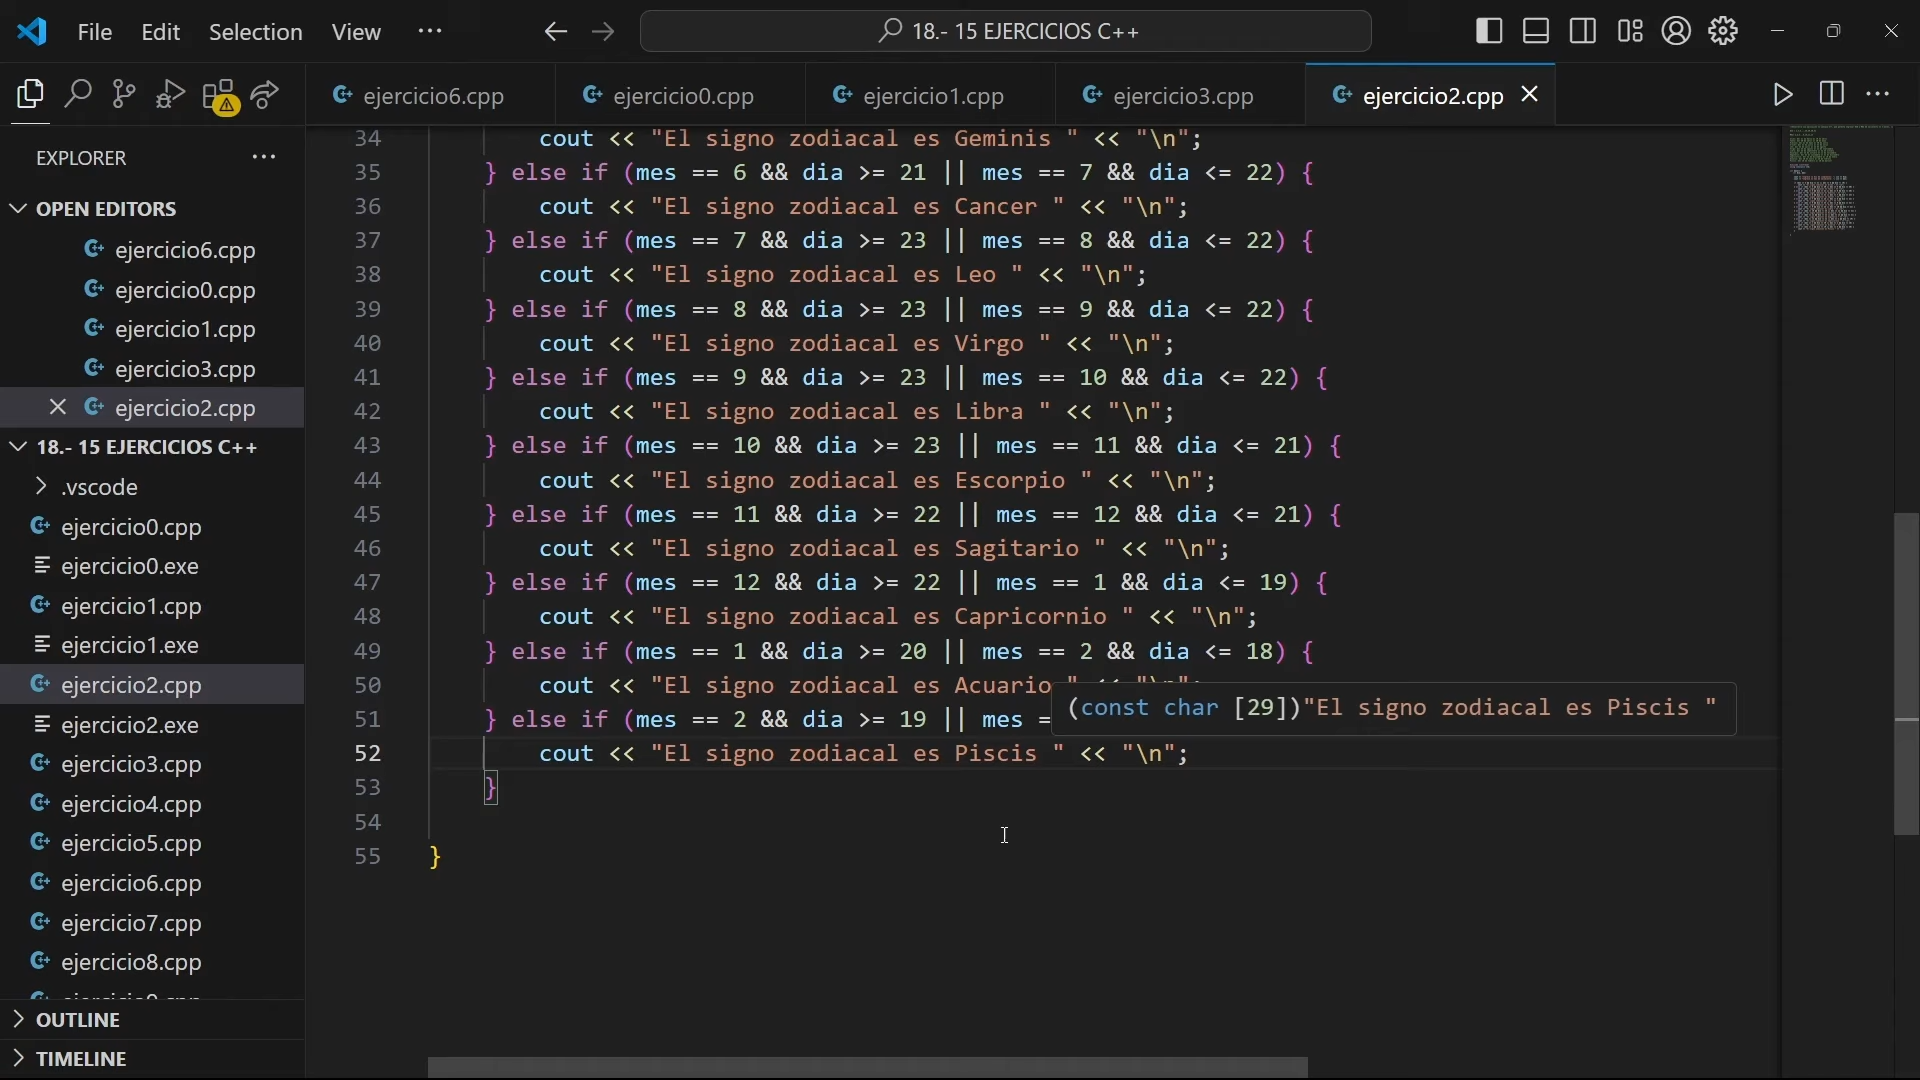 File Edit Selection View ···
18.- 15 EJERCICIOS C++
ejercicio6.cpp ejercicio0.cpp ejercicio1.cpp ejercicio3.cpp ejercicio2.cpp
EXPLORER
OPEN EDITORS
ejercicio6.cpp
ejercicio0.cpp
ejercicio1.cpp
ejercicio3.cpp
ejercicio2.cpp
18.- 15 EJERCICIOS C++
.vscode
ejercicio0.cpp
ejercicio0.exe
ejercicio1.cpp
ejercicio1.exe
ejercicio2.cpp
ejercicio2.exe
ejercicio3.cpp
ejercicio4.cpp
ejercicio5.cpp
ejercicio6.cpp
ejercicio7.cpp
ejercicio8.cpp
OUTLINE
TIMELINE
34 cout << "El signo zodiacal es Geminis " << "\n";
35 } else if (mes == 6 && dia >= 21 || mes == 7 && dia <= 22) {
36 cout << "El signo zodiacal es Cancer " << "\n";
37 } else if (mes == 7 && dia >= 23 || mes == 8 && dia <= 22) {
38 cout << "El signo zodiacal es Leo " << "\n";
39 } else if (mes == 8 && dia >= 23 || mes == 9 && dia <= 22) {
40 cout << "El signo zodiacal es Virgo " << "\n";
41 } else if (mes == 9 && dia >= 23 || mes == 10 && dia <= 22) {
42 cout << "El signo zodiacal es Libra " << "\n";
43 } else if (mes == 10 && dia >= 23 || mes == 11 && dia <= 21) {
44 cout << "El signo zodiacal es Escorpio " << "\n";
45 } else if (mes == 11 && dia >= 22 || mes == 12 && dia <= 21) {
46 cout << "El signo zodiacal es Sagitario " << "\n";
47 } else if (mes == 12 && dia >= 22 || mes == 1 && dia <= 19) {
48 cout << "El signo zodiacal es Capricornio " << "\n";
49 } else if (mes == 1 && dia >= 20 || mes == 2 && dia <= 18) {
50 cout << "El signo zodiacal es Acuario
51 } else if (mes == 2 && dia >= 19 || mes =
(const char [29])"El signo zodiacal es Piscis "
52 cout << "El signo zodiacal es Piscis " << "\n";
53 }
54
55 }